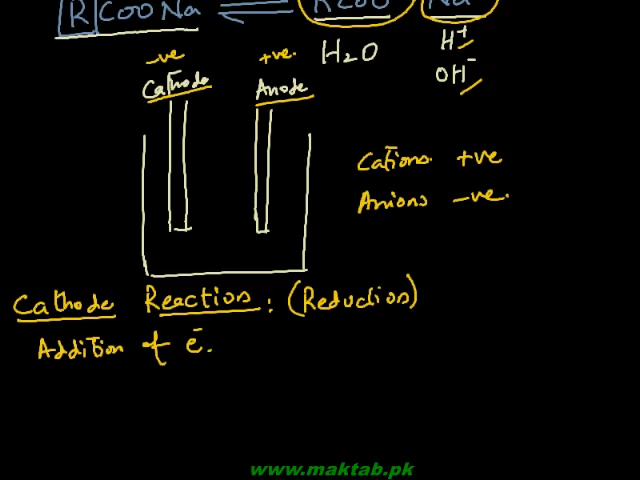 RCOONa ⇌ RCOO Na
-ve +ve. H₂O H⁺
Cathode Anode OH⁻
Cations. +ve
Anions -ve.
Cathode Reaction: (Reduction)
Addition of e⁻.
www.maktab.pk